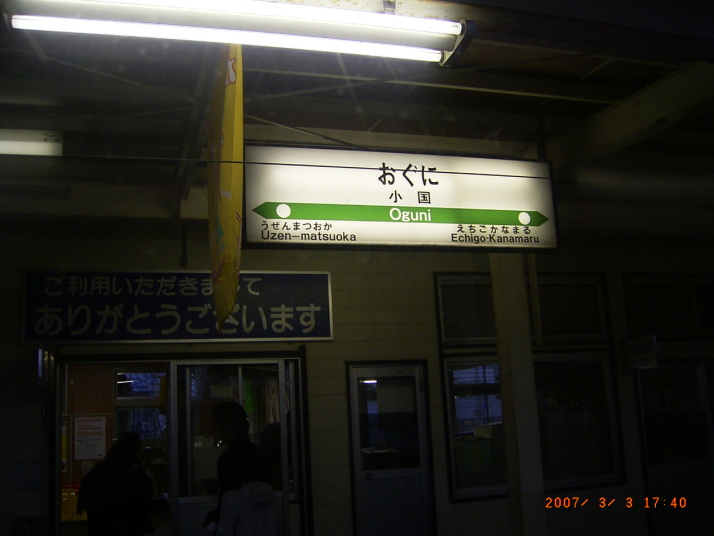 おぐに
小国
Oguni
うぜんまつおか
Uzen-matsuoka
えちごかなまる
Echigo-Kanamaru
ご利用いただきまして
ありがとうございます
2007/ 3/ 3 17:40